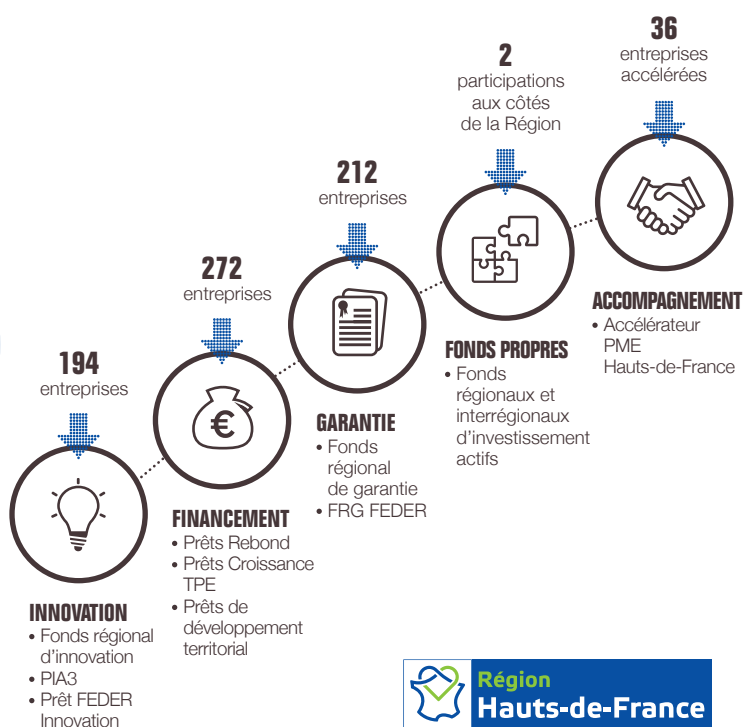 194
entreprises
INNOVATION
• Fonds régional
d'innovation
• PIA3
• Prêt FEDER
Innovation
272
entreprises
€
FINANCEMENT
• Prêts Rebond
• Prêts Croissance
TPE
• Prêts de
développement
territorial
212
entreprises
GARANTIE
• Fonds
régional
de garantie
• FRG FEDER
2
participations
aux côtés
de la Région
FONDS PROPRES
• Fonds
régionaux et
interrégionaux
d'investissement
actifs
36
entreprises
accélérées
ACCOMPAGNEMENT
• Accélérateur
PME
Hauts-de-France
Région
Hauts-de-France